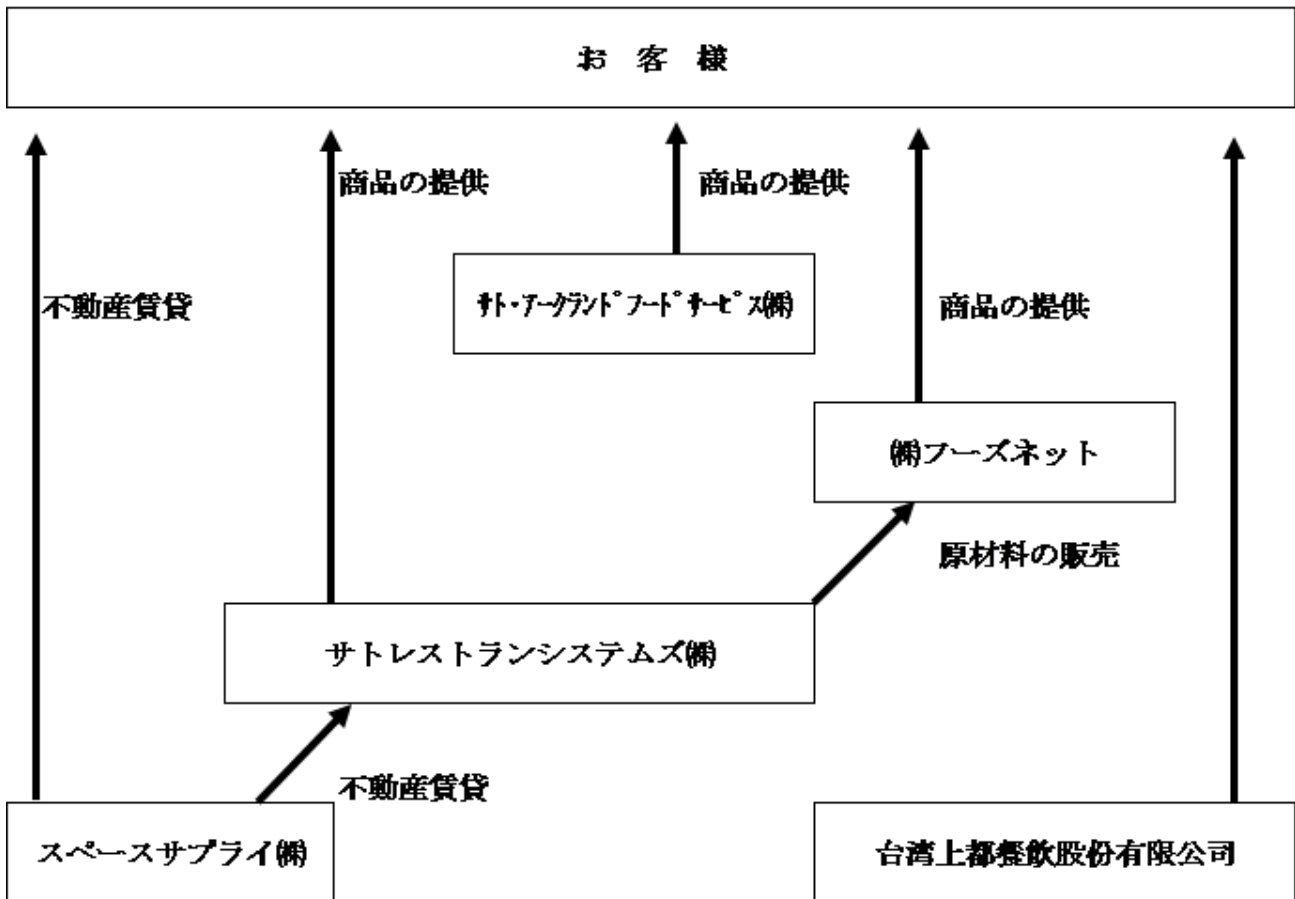 お 客 様
商品の提供
商品の提供
不動産賃貸
サト・アークランドフードサービス㈱
商品の提供
㈱フーズネット
原材料の販売
サトレストランシステムズ㈱
不動産賃貸
スペースサプライ㈱
台湾上都餐飲股份有限公司